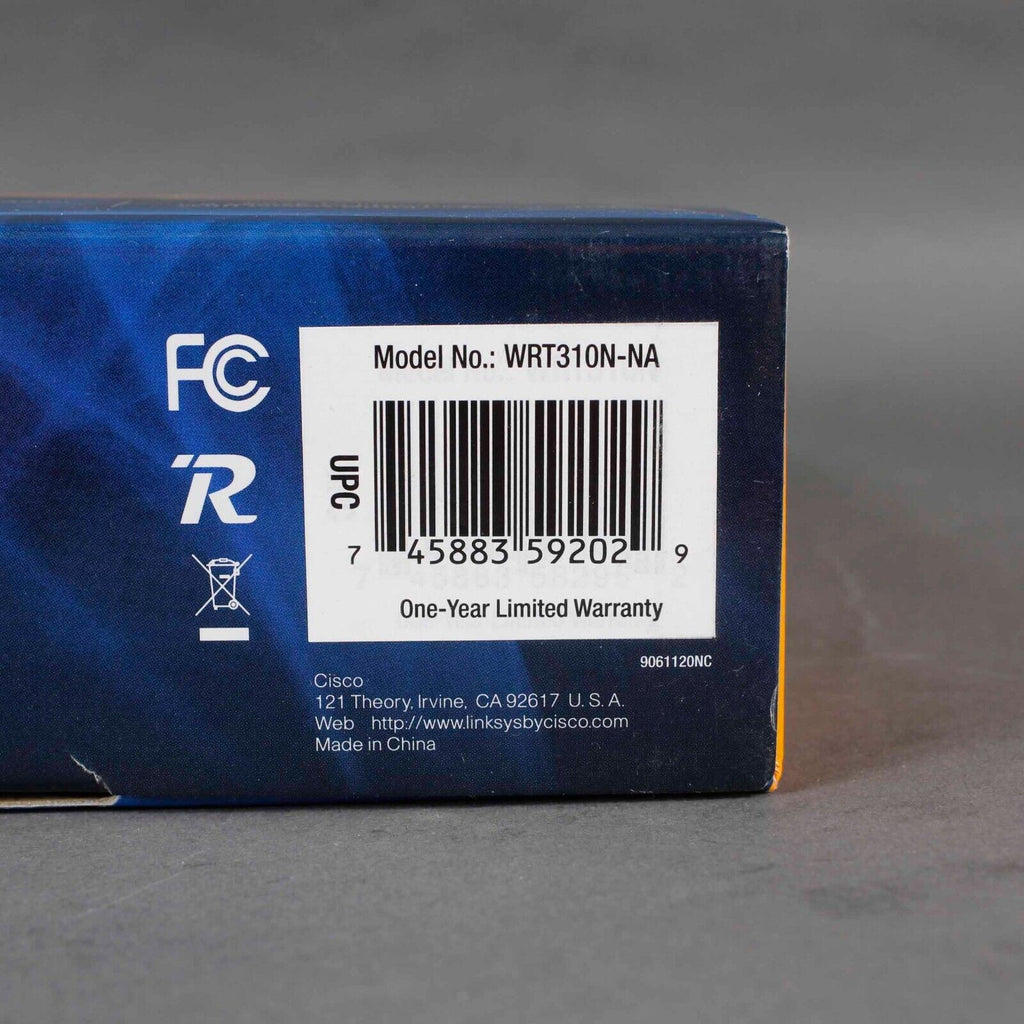 FC
R
Model No.: WRT310N-NA
UPC
7 45883 59202 9
One-Year Limited Warranty
9061120NC
Cisco
121 Theory, Irvine, CA 92617 U. S. A.
Web http://www.linksysbycisco.com
Made in China